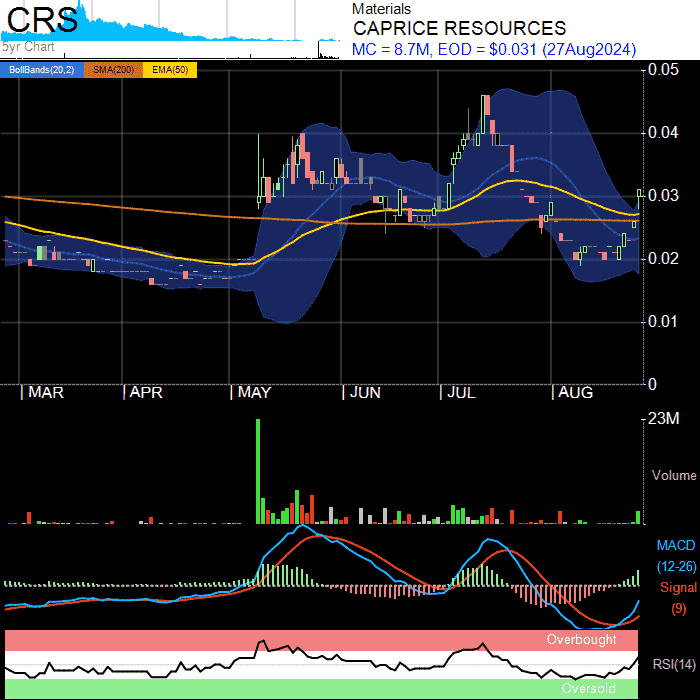 CRS
5yr Chart
Materials
CAPRICE RESOURCES
MC = 8.7M, EOD = $0.031 (27Aug2024)
BollBands(20,2) SMA(200) EMA(50)
0.05
0.04
0.03
0.02
0.01
0
| MAR | APR | MAY | JUN | JUL | AUG
23M
Volume
MACD
(12-26)
Signal
(9)
Overbought
RSI(14)
Oversold